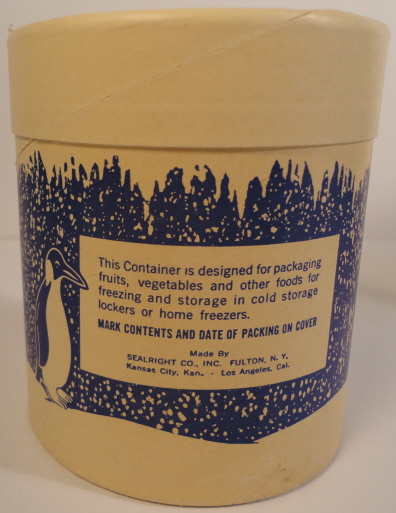 This Container is designed for packaging
fruits, vegetables and other foods for
freezing and storage in cold storage
lockers or home freezers.
MARK CONTENTS AND DATE OF PACKING ON COVER
Made By
SEALRIGHT CO., INC. FULTON, N. Y.
Kansas City, Kan. - Los Angeles, Cal.